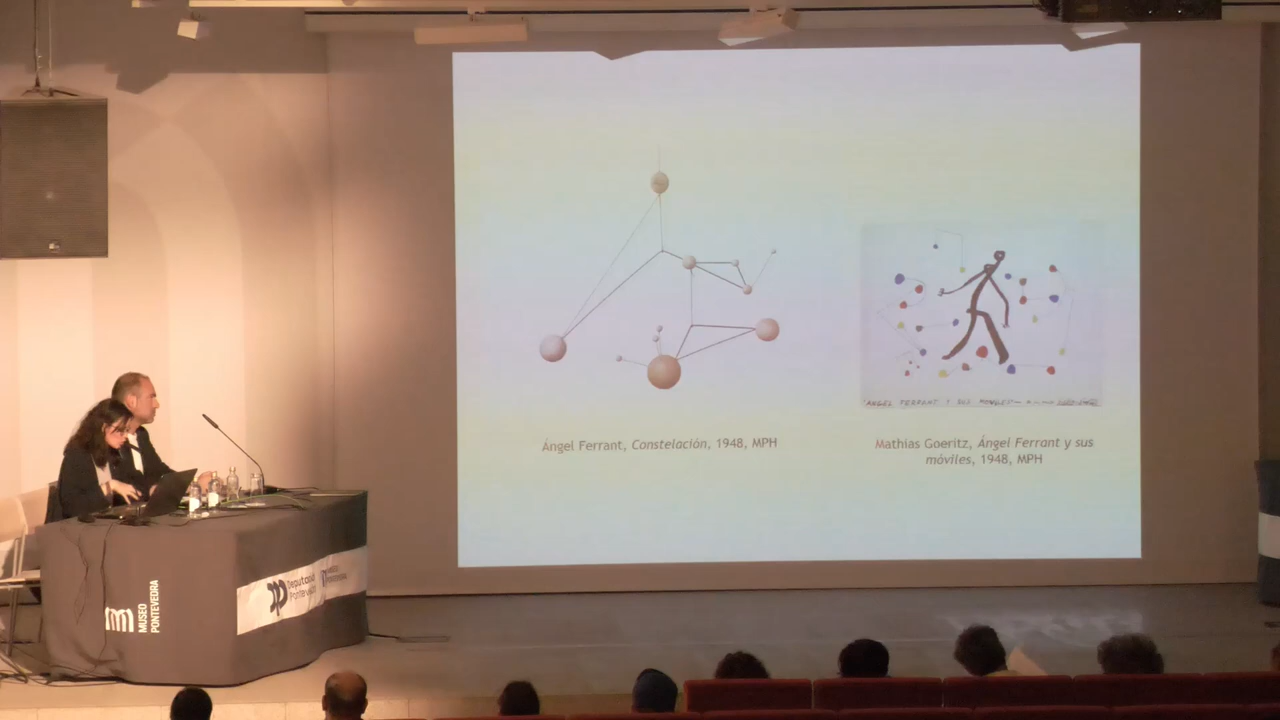 Ángel Ferrant, Constelación, 1948, MPH
ÁNGEL FERRANT Y SUS MÓVILES
Mathias Goeritz, Ángel Ferrant y sus
móviles, 1948, MPH
MUSEO
PONTEVEDRA
Deputación
Pontevedra